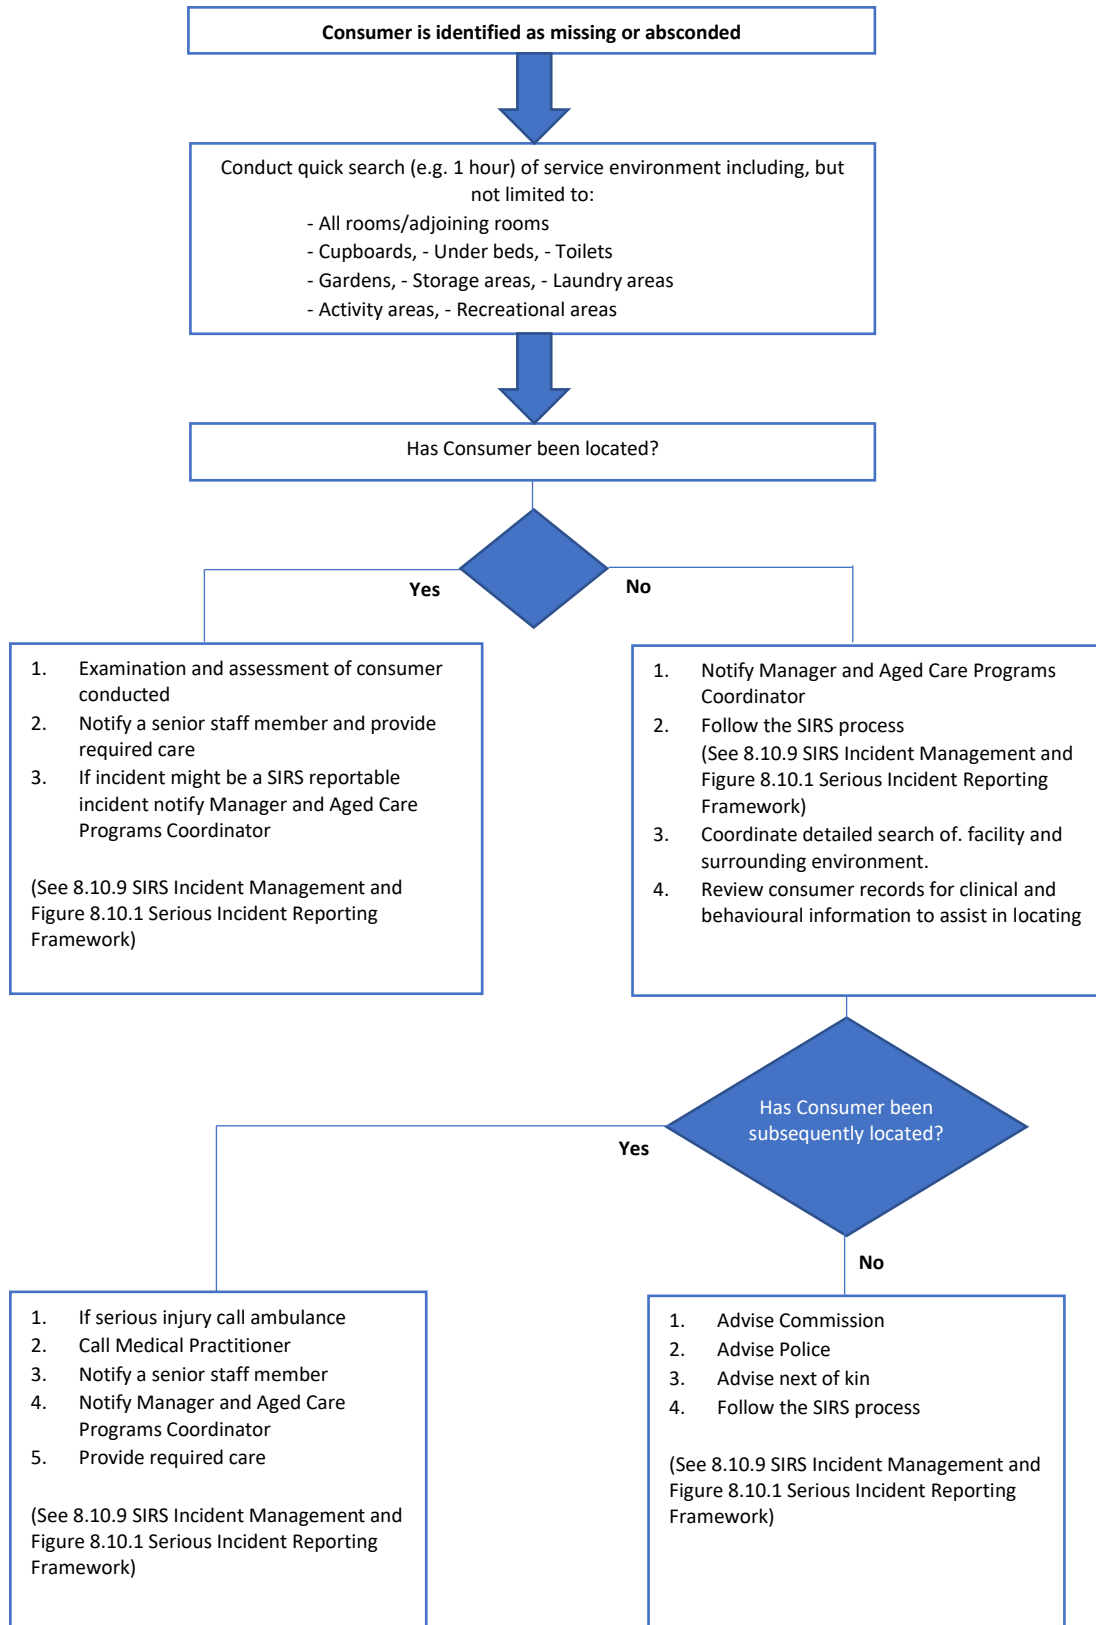 Consumer is identified as missing or absconded
Conduct quick search (e.g. 1 hour) of service environment including, but
not limited to:
- All rooms/adjoining rooms
- Cupboards, - Under beds, - Toilets
- Gardens, - Storage areas, - Laundry areas
- Activity areas, - Recreational areas
Has Consumer been located?
Yes
No
1. Examination and assessment of consumer
conducted
2. Notify a senior staff member and provide
required care
3. If incident might be a SIRS reportable
incident notify Manager and Aged Care
Programs Coordinator
(See 8.10.9 SIRS Incident Management and
Figure 8.10.1 Serious Incident Reporting
Framework)
1. Notify Manager and Aged Care Programs
Coordinator
2. Follow the SIRS process
(See 8.10.9 SIRS Incident Management and
Figure 8.10.1 Serious Incident Reporting
Framework)
3. Coordinate detailed search of. facility and
surrounding environment.
4. Review consumer records for clinical and
behavioural information to assist in locating
Has Consumer been
subsequently located?
Yes
No
1. If serious injury call ambulance
2. Call Medical Practitioner
3. Notify a senior staff member
4. Notify Manager and Aged Care
Programs Coordinator
5. Provide required care
(See 8.10.9 SIRS Incident Management and
Figure 8.10.1 Serious Incident Reporting
Framework)
1. Advise Commission
2. Advise Police
3. Advise next of kin
4. Follow the SIRS process
(See 8.10.9 SIRS Incident Management and
Figure 8.10.1 Serious Incident Reporting
Framework)